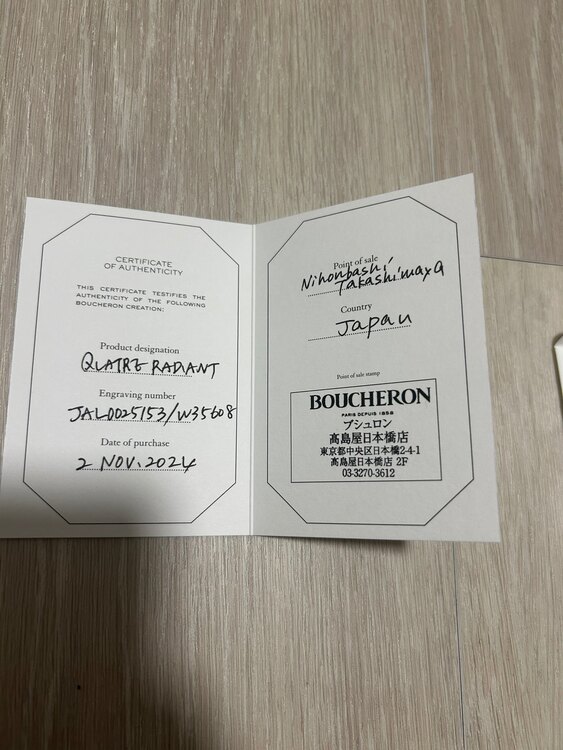 CERTIFICATE
OF AUTHENTICITY
THIS CERTIFICATE TESTIFIES THE
AUTHENTICITY OF THE FOLLOWING
BOUCHERON CREATION:
Product designation
QUATRE RADIANT
Engraving number
JAL0025153/W35608
Date of purchase
2 NOV. 2024
Point of sale
Nihonbashi
Takashimaya
Country
Japan
Point of sale stamp
BOUCHERON
PARIS DEPUIS 1858
ブシュロン
髙島屋日本橋店
東京都中央区日本橋2-4-1
髙島屋日本橋店 2F
03-3270-3612